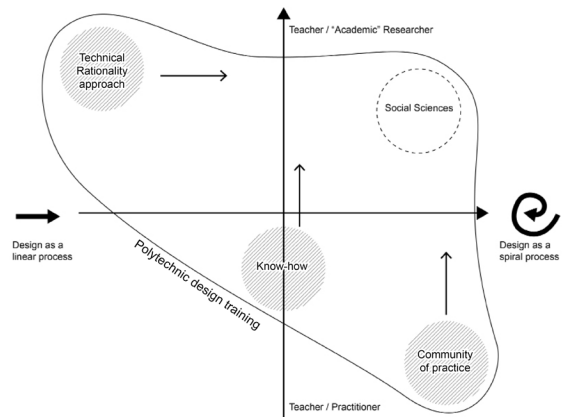 Teacher / "Academic" Researcher
Technical
Rationality
approach
Social Sciences
Design as a
linear process
Design as a
spiral process
Polytechnic design training
Know-how
Community
of practice
Teacher / Practitioner